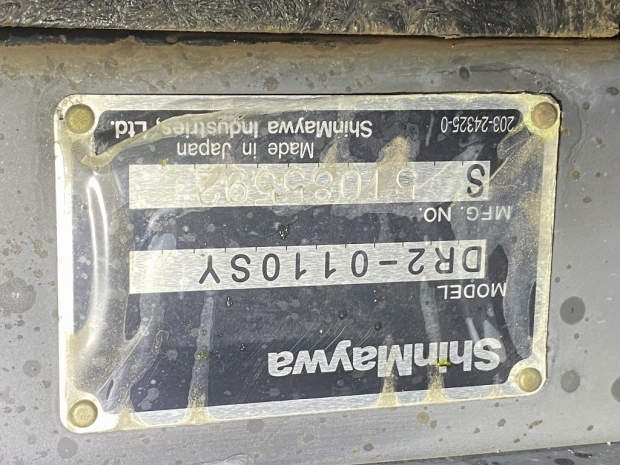 ShinMaywa
MODEL
DR2-0110SY
MFG. NO.
S
Made in Japan
ShinMaywa Industries, Ltd.
203-24325-0